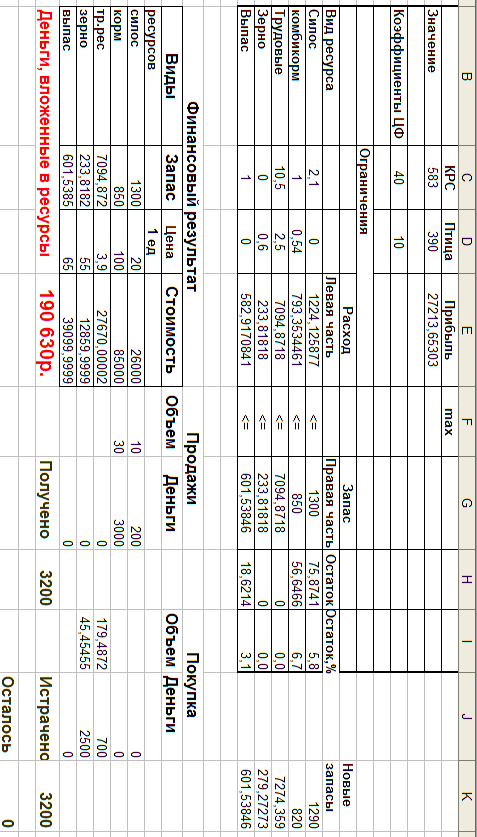 B C D E F G H I J K
КРС Птица Прибыль max
Значение 583 390 27213,65303
Коэффициенты ЦФ 40 10
Ограничения
Расход Запас Новые
Вид ресурса Левая часть Правая часть Остаток Остаток,% запасы
Силос 2,1 0 1224,125877 <= 1300 75,8741 5,8 1290
комбикорм 1 0,54 793,3534461 <= 850 56,6466 6,7 820
Трудовые 10,5 2,5 7094,8718 <= 7094,8718 0 0,0 7274,359
Зерно 0 0,6 233,81818 <= 233,81818 0 0,0 279,27273
Выпас 1 0 582,9170841 <= 601,53846 18,6214 3,1 601,53846
Финансовый результат Продажи Покупка
Виды Запас Цена Стоимость Объем Деньги Объем Деньги
ресурсов 1 ед
силос 1300 20 26000 10 200 0
корм 850 100 85000 30 3000 0
тр.рес 7094,872 3,9 27670,00002 0 179,4872 700
зерно 233,8182 55 12859,9999 0 45,45455 2500
выпас 601,5385 65 39099,9999 0 0
Деньги, вложенные в ресурсы 190 630р. Получено 3200 Истрачено 3200
Осталось 0